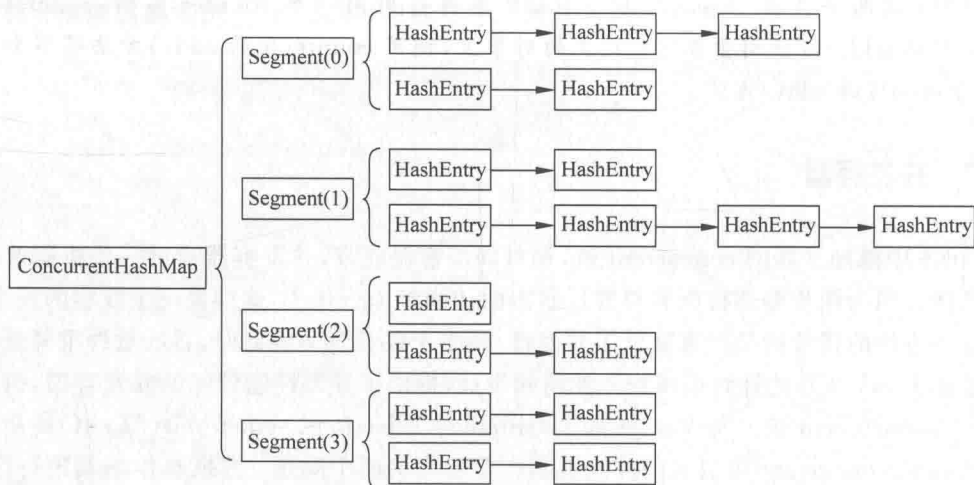 HashEntry HashEntry HashEntry
Segment(0)
HashEntry HashEntry
HashEntry HashEntry
Segment(1)
HashEntry HashEntry HashEntry HashEntry
ConcurrentHashMap
HashEntry
Segment(2)
HashEntry HashEntry
HashEntry HashEntry
Segment(3)
HashEntry HashEntry